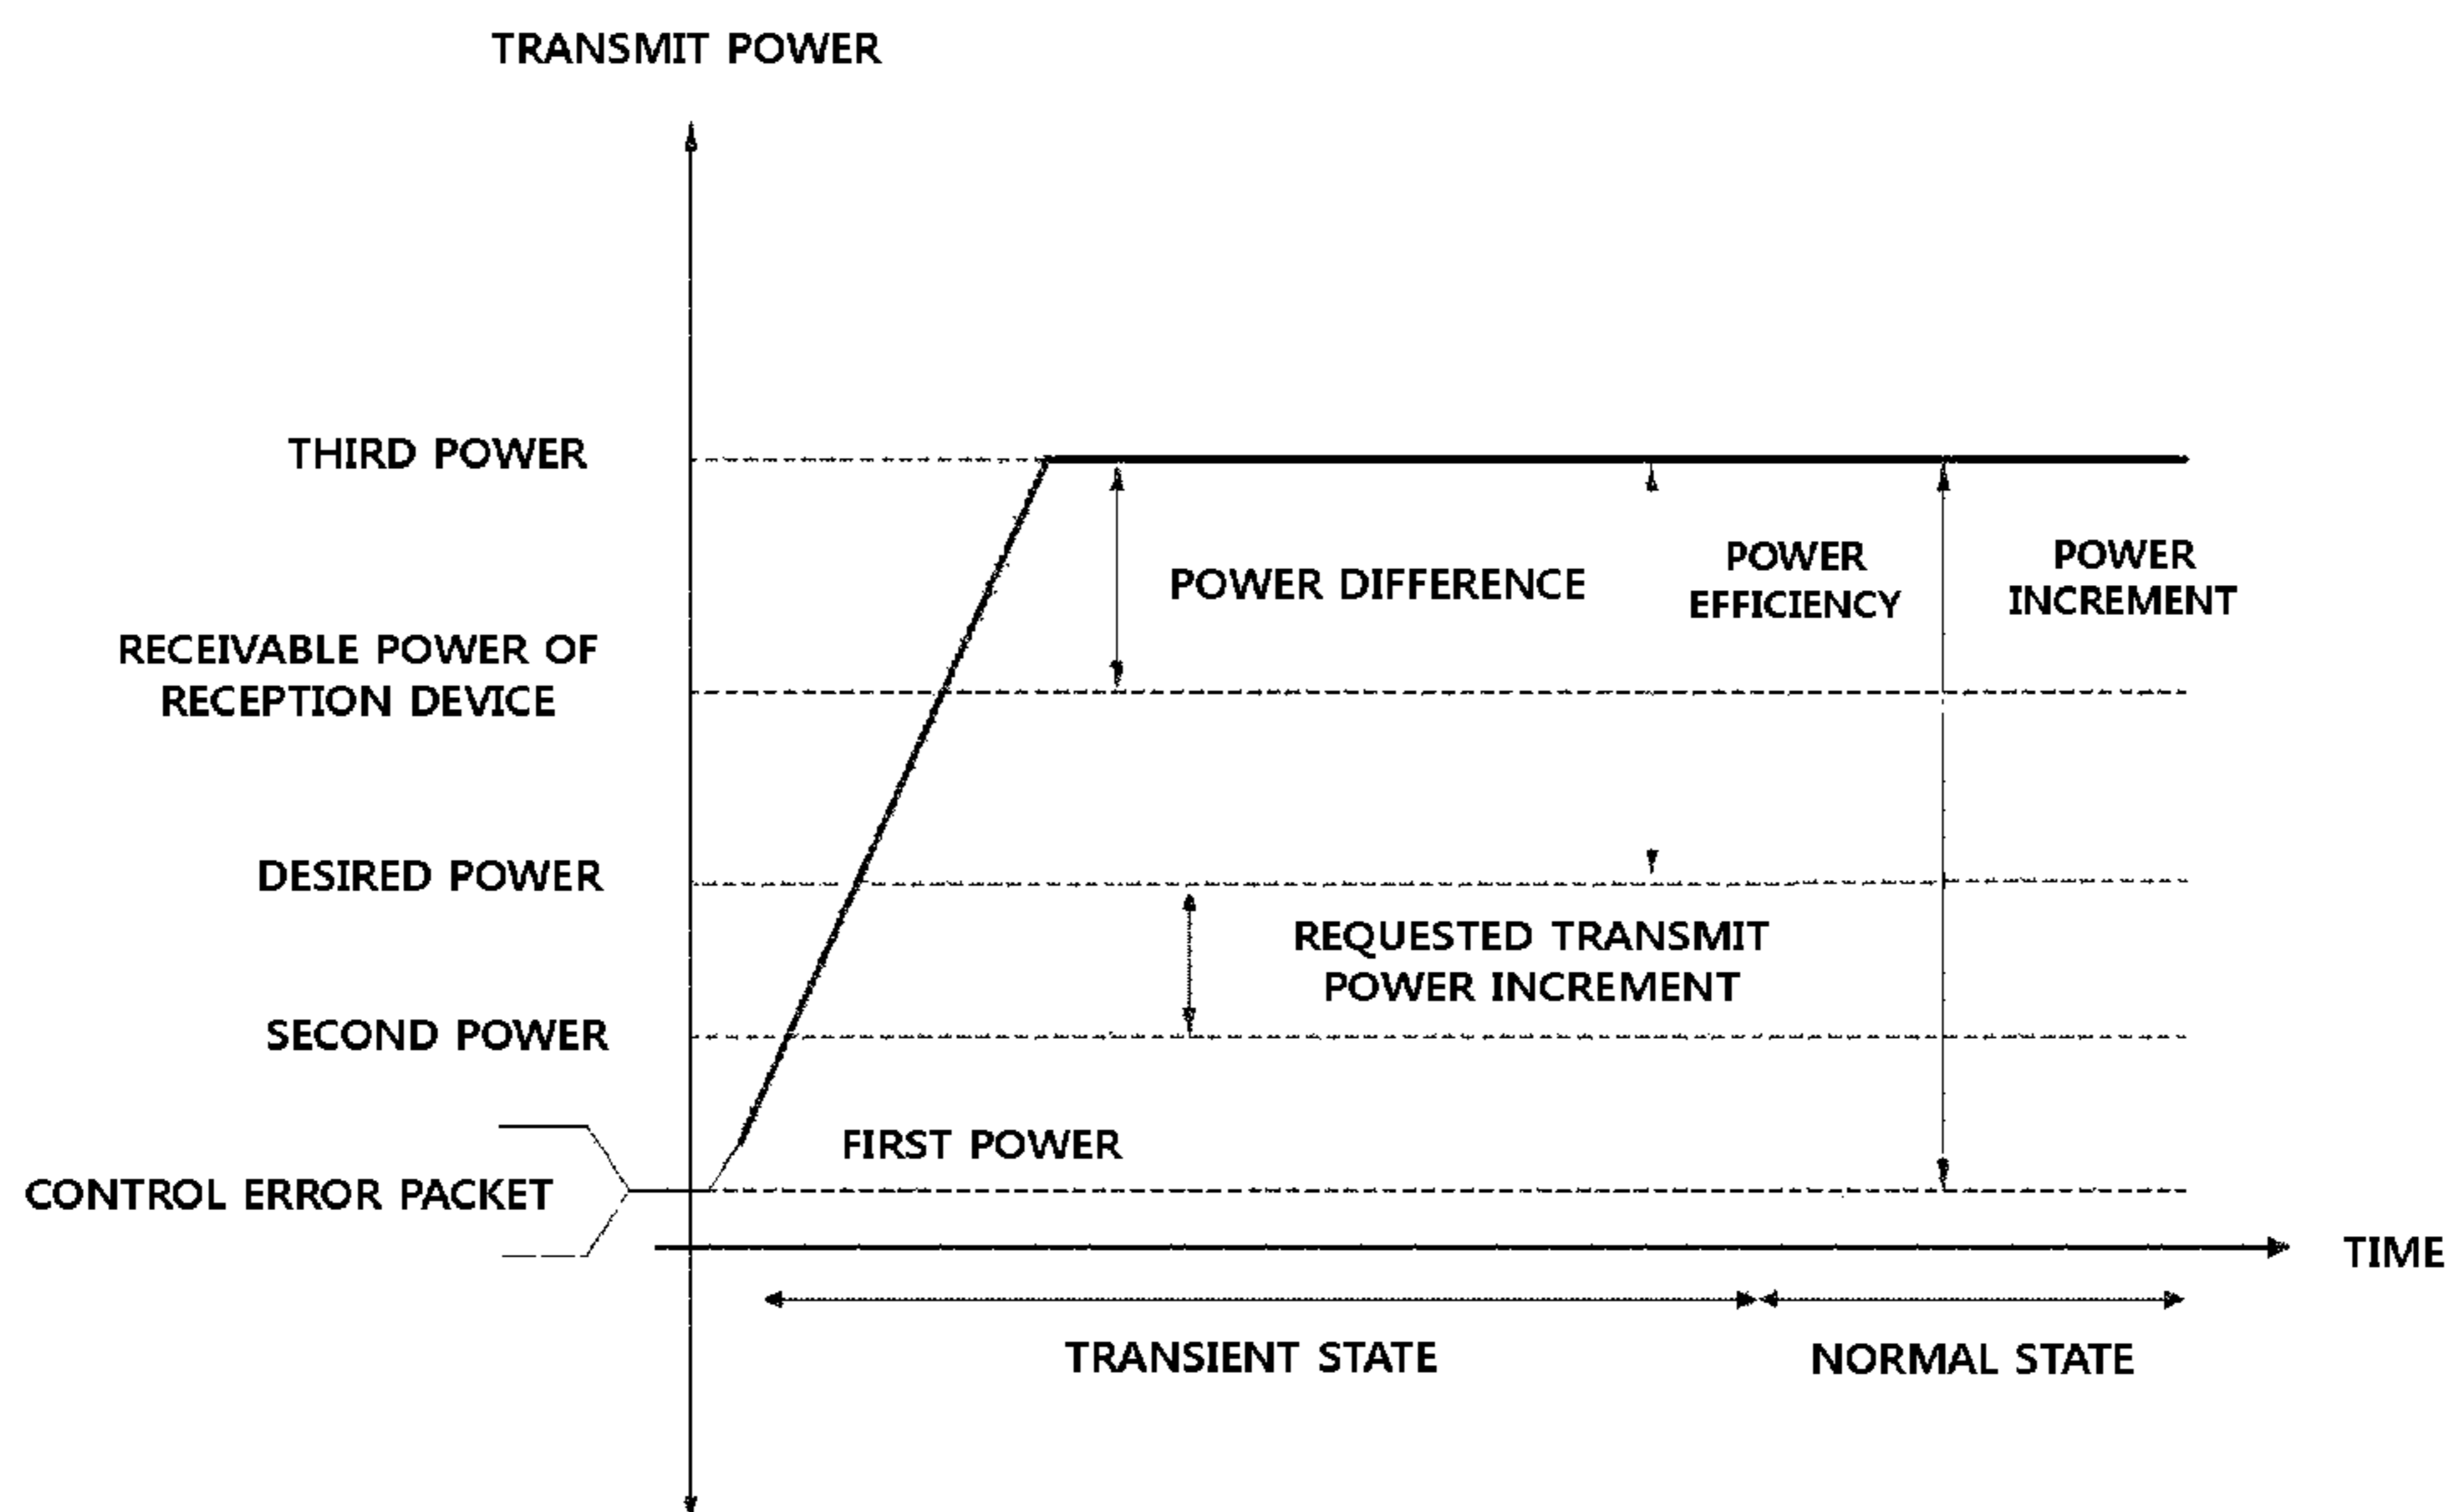 TRANSMIT POWER
THIRD POWER
POWER DIFFERENCE
POWER
EFFICIENCY
POWER
INCREMENT
RECEIVABLE POWER OF
RECEPTION DEVICE
DESIRED POWER
REQUESTED TRANSMIT
POWER INCREMENT
SECOND POWER
FIRST POWER
CONTROL ERROR PACKET
TIME
TRANSIENT STATE
NORMAL STATE